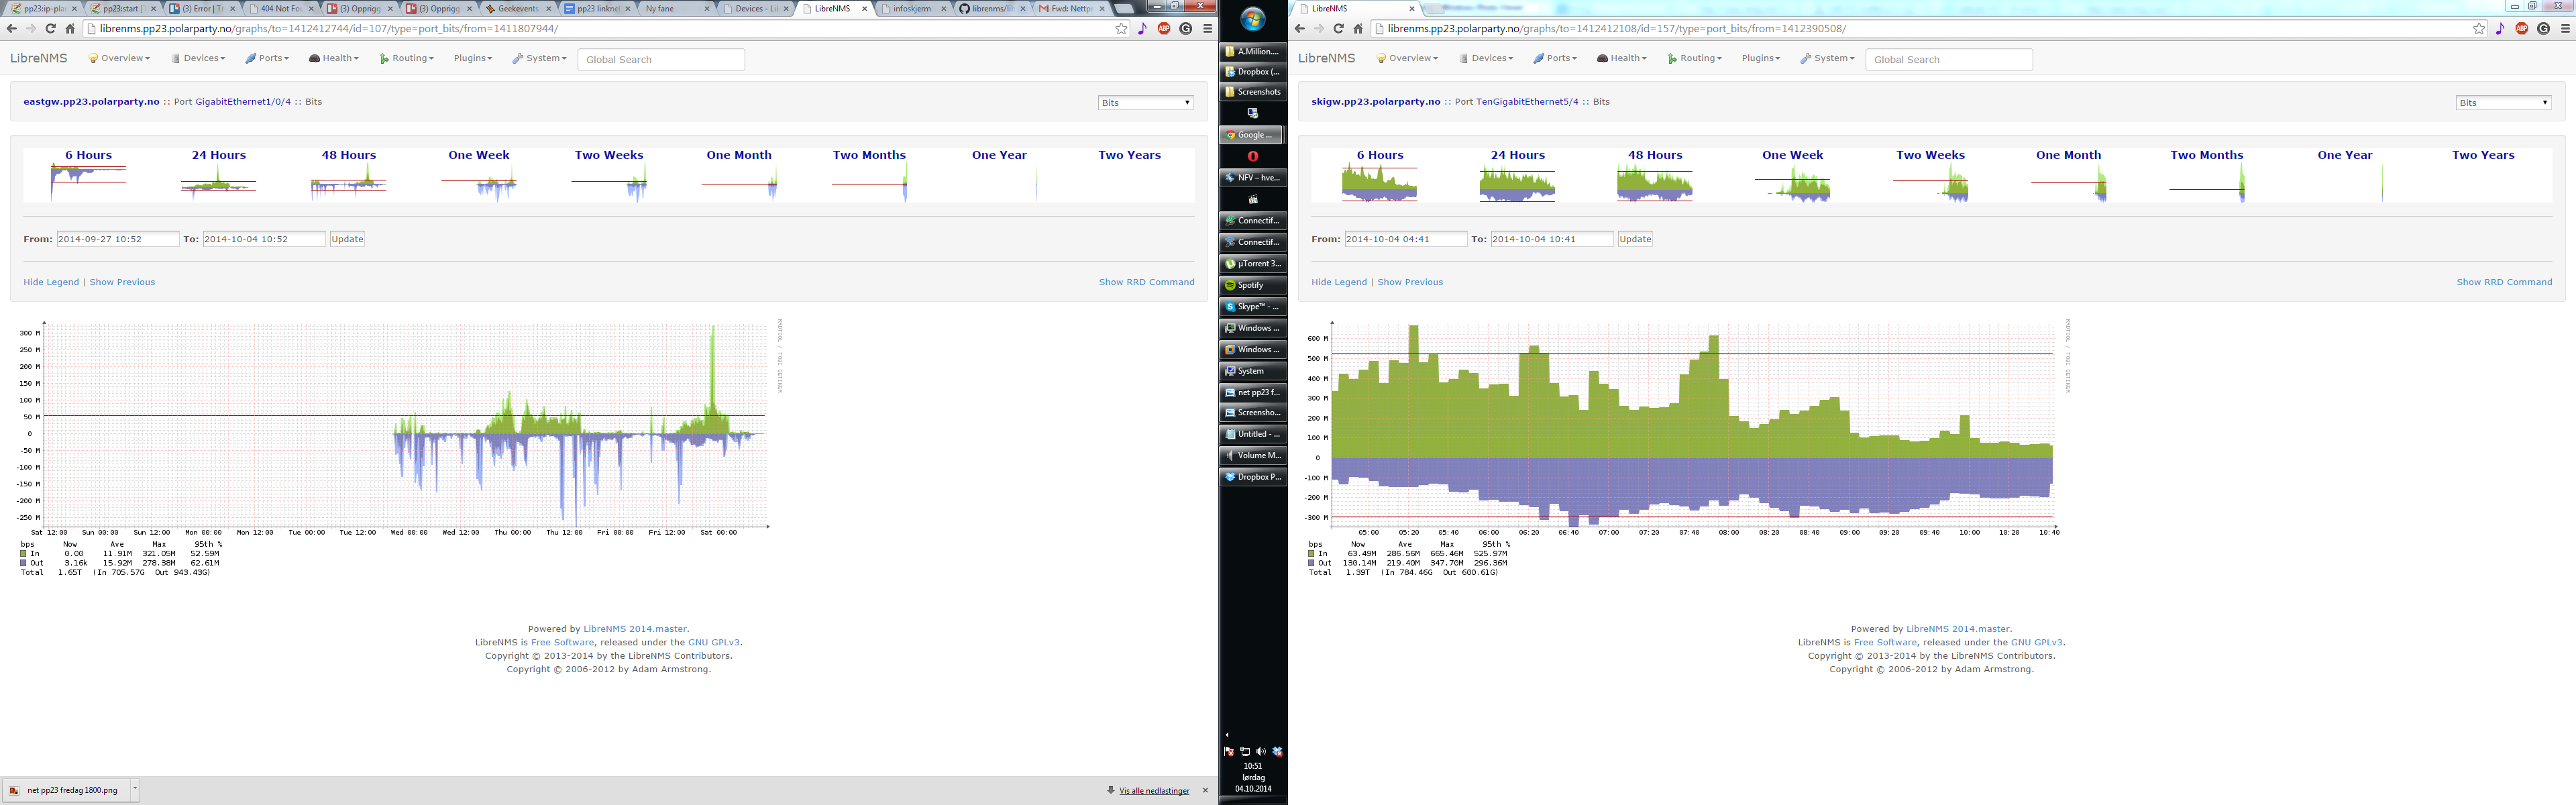 pp23:ip-plan
pp23:start [T
(3) Error | Tr
404 Not Fou
(3) Opprigg
(3) Opprigg
Geekevents
pp23 linknet
Ny fane
Devices - Lib
LibreNMS
infoskjerm
librenms/lib
Fwd: Nettpr
librenms.pp23.polarparty.no/graphs/to=1412412744/id=107/type=port_bits/from=1411807944/
LibreNMS Overview Devices Ports Health Routing Plugins System Global Search
eastgw.pp23.polarparty.no :: Port GigabitEthernet1/0/4 :: Bits
Bits
6 Hours 24 Hours 48 Hours One Week Two Weeks One Month Two Months One Year Two Years
From: 2014-09-27 10:52 To: 2014-10-04 10:52 Update
Hide Legend | Show Previous
Show RRD Command
RRDTOOL / TOBI OETIKER
300 M
250 M
200 M
150 M
100 M
50 M
0
-50 M
-100 M
-150 M
-200 M
-250 M
Sat 12:00 Sun 00:00 Sun 12:00 Mon 00:00 Mon 12:00 Tue 00:00 Tue 12:00 Wed 00:00 Wed 12:00 Thu 00:00 Thu 12:00 Fri 00:00 Fri 12:00 Sat 00:00
bps Now Ave Max 95th %
In 0.00 11.91M 321.05M 52.59M
Out 3.16k 15.92M 278.38M 62.61M
Total 1.65T (In 705.57G Out 943.43G)
Powered by LibreNMS 2014.master.
LibreNMS is Free Software, released under the GNU GPLv3.
Copyright © 2013-2014 by the LibreNMS Contributors.
Copyright © 2006-2012 by Adam Armstrong.
net pp23 fredag 1800.png
Vis alle nedlastinger
A.Million....
Dropbox (...
Screenshots
Google ...
NFV – hve...
Connectif...
Connectif...
µTorrent 3...
Spotify
Skype™ - ...
Windows ...
Windows ...
System
net pp23 f...
Screensho...
Untitled - ...
Volume M...
Dropbox P...
10:51
lørdag
04.10.2014
LibreNMS
librenms.pp23.polarparty.no/graphs/to=1412412108/id=157/type=port_bits/from=1412390508/
LibreNMS Overview Devices Ports Health Routing Plugins System Global Search
skigw.pp23.polarparty.no :: Port TenGigabitEthernet5/4 :: Bits
Bits
6 Hours 24 Hours 48 Hours One Week Two Weeks One Month Two Months One Year Two Years
From: 2014-10-04 04:41 To: 2014-10-04 10:41 Update
Hide Legend | Show Previous
Show RRD Command
RRDTOOL / TOBI OETIKER
600 M
500 M
400 M
300 M
200 M
100 M
0
-100 M
-200 M
-300 M
05:00 05:20 05:40 06:00 06:20 06:40 07:00 07:20 07:40 08:00 08:20 08:40 09:00 09:20 09:40 10:00 10:20 10:40
bps Now Ave Max 95th %
In 63.49M 286.56M 665.46M 525.97M
Out 130.14M 219.40M 347.70M 296.36M
Total 1.39T (In 784.46G Out 600.61G)
Powered by LibreNMS 2014.master.
LibreNMS is Free Software, released under the GNU GPLv3.
Copyright © 2013-2014 by the LibreNMS Contributors.
Copyright © 2006-2012 by Adam Armstrong.